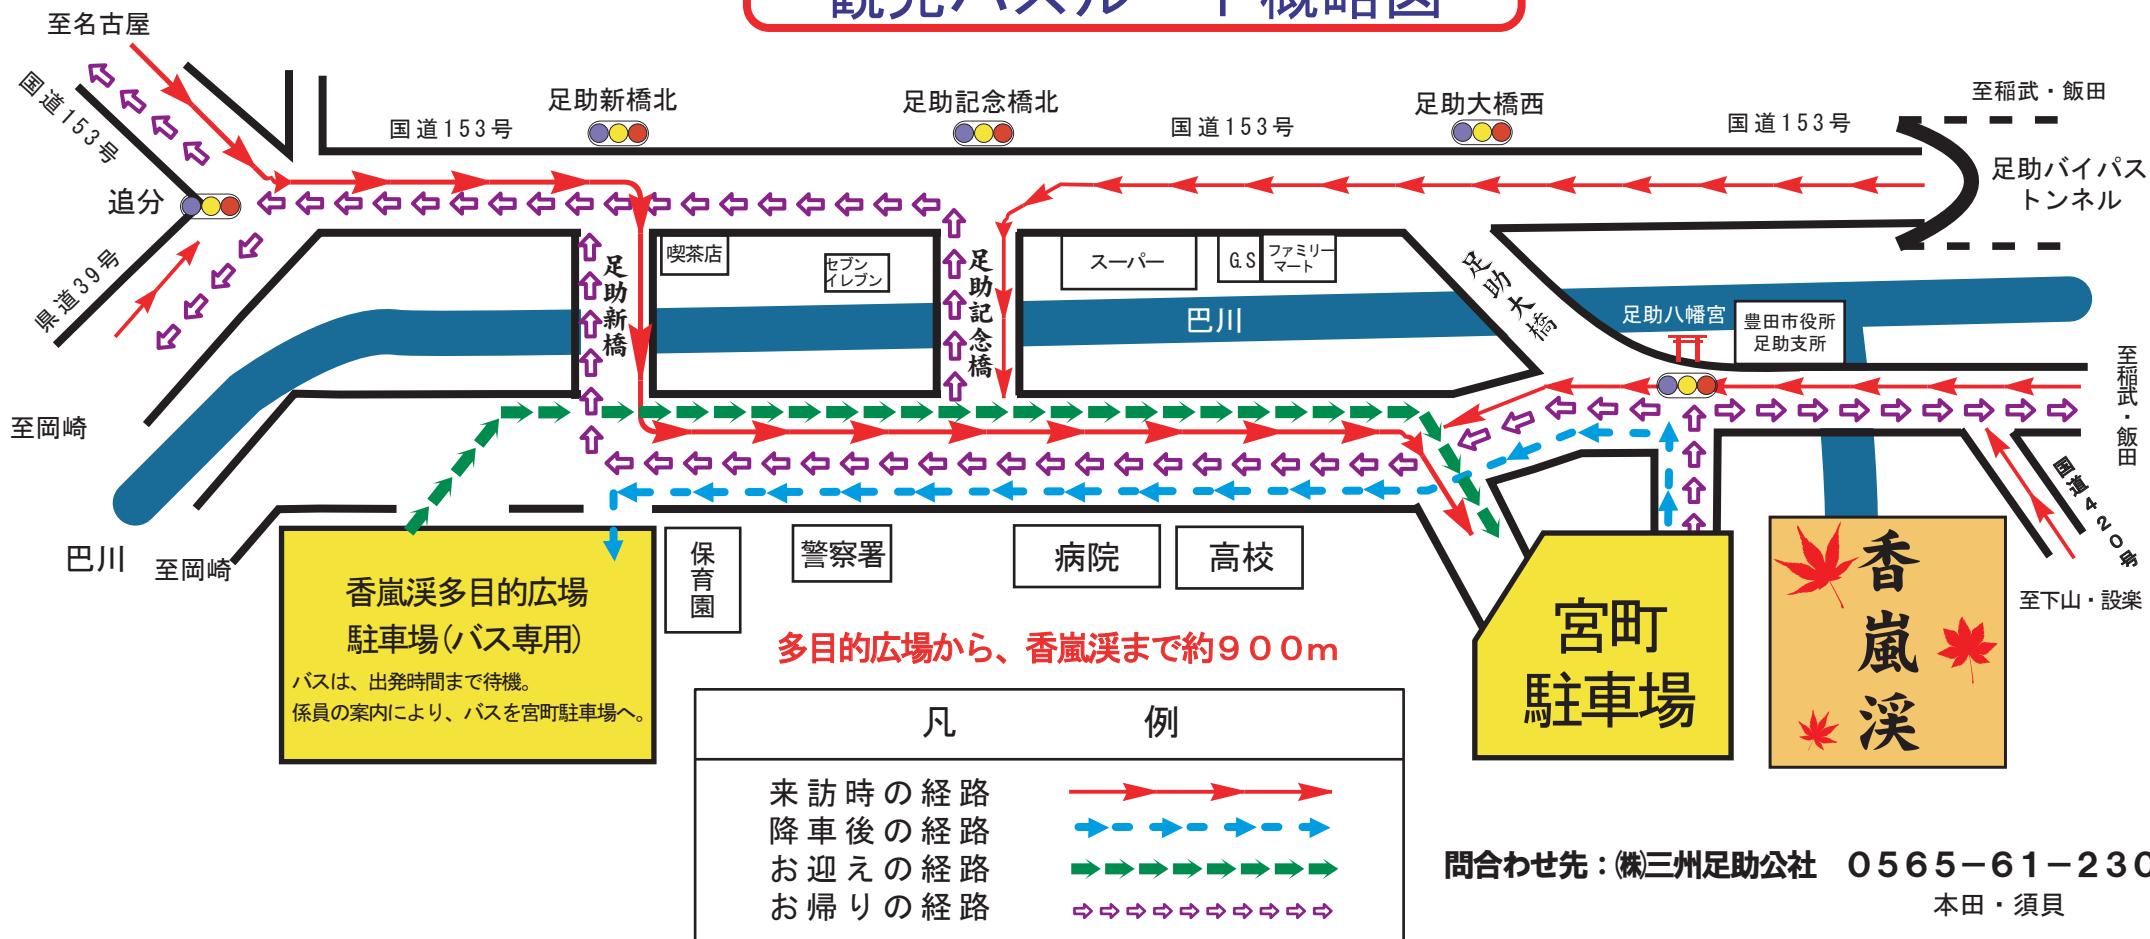 観光バスルート概略図
至名古屋
国道153号
追分
県道39号
国道153号
足助新橋北
足助記念橋北
国道153号
足助大橋西
国道153号
至稲武・飯田
足助バイパス
トンネル
喫茶店
セブン
イレブン
足助新橋
足助記念橋
スーパー
G.S
ファミリー
マート
足助大橋
巴川
足助八幡宮
豊田市役所
足助支所
至稲武・飯田
至岡崎
巴川
至岡崎
国道420号
至下山・設楽
香嵐渓多目的広場
駐車場(バス専用)
バスは、出発時間まで待機。
係員の案内により、バスを宮町駐車場へ。
保育園
警察署
病院
高校
多目的広場から、香嵐渓まで約900m
宮町
駐車場
香嵐渓
凡 例
来訪時の経路
降車後の経路
お迎えの経路
お帰りの経路
問合わせ先：㈱三州足助公社 0565-61-230
本田・須貝